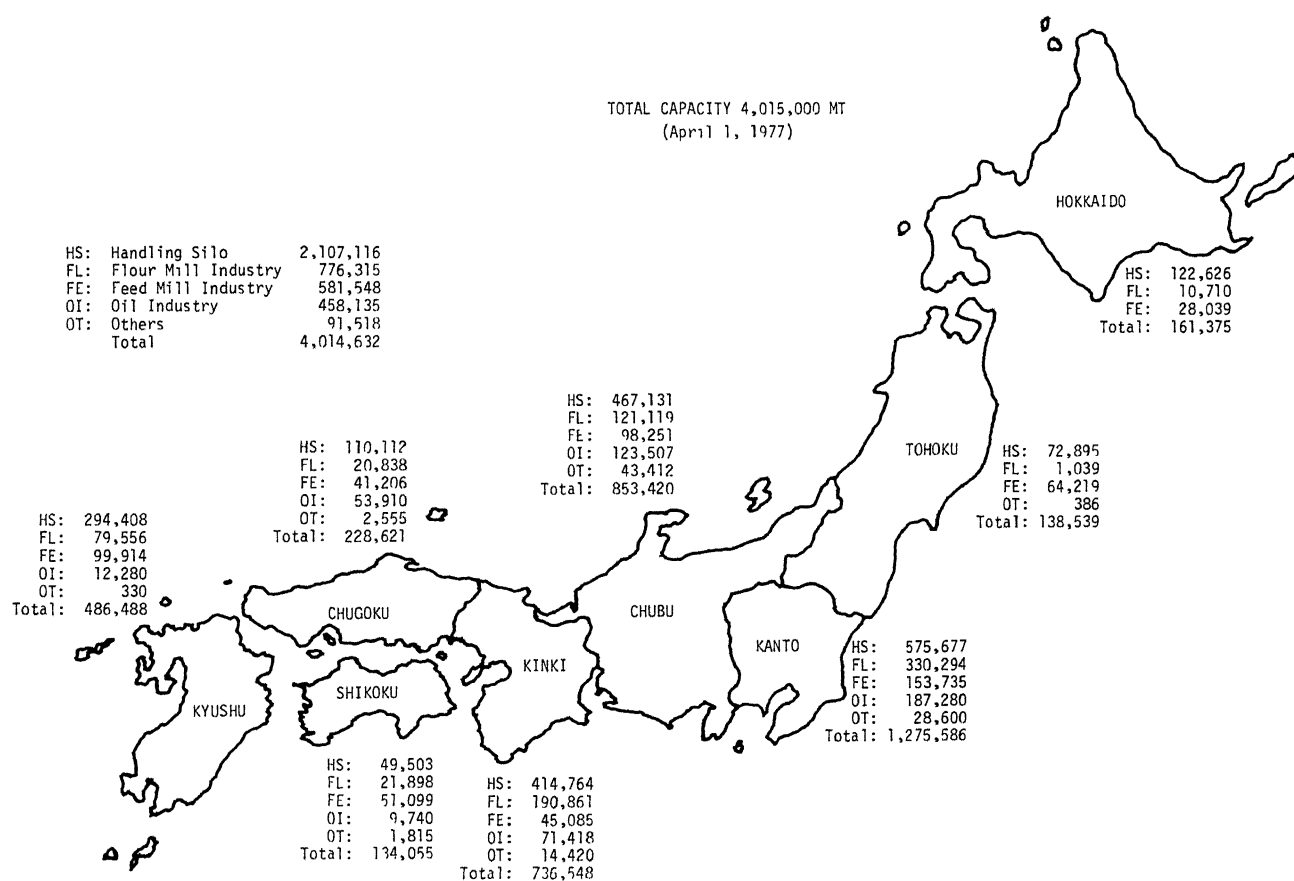 TOTAL CAPACITY 4,015,000 MT
(April 1, 1977)
HOKKAIDO
HS: Handling Silo 2,107,116
FL: Flour Mill Industry 776,315
FE: Feed Mill Industry 581,548
OI: Oil Industry 458,135
OT: Others 91,518
Total 4,014,632
HS: 122,626
FL: 10,710
FE: 28,039
Total: 161,375
HS: 467,131
FL: 121,119
FE: 98,251
OI: 123,507
OT: 43,412
Total: 853,420
HS: 110,112
FL: 20,838
FE: 41,206
OI: 53,910
OT: 2,555
Total: 228,621
TOHOKU
HS: 72,895
FL: 1,039
FE: 64,219
OT: 386
Total: 138,539
HS: 294,408
FL: 79,556
FE: 99,914
OI: 12,280
OT: 330
Total: 486,488
CHUGOKU
CHUBU
KANTO
KINKI
SHIKOKU
KYUSHU
HS: 575,677
FL: 330,294
FE: 153,735
OI: 187,280
OT: 28,600
Total: 1,275,586
HS: 49,503
FL: 21,898
FE: 51,099
OI: 9,740
OT: 1,815
Total: 134,055
HS: 414,764
FL: 190,861
FE: 45,085
OI: 71,418
OT: 14,420
Total: 736,548